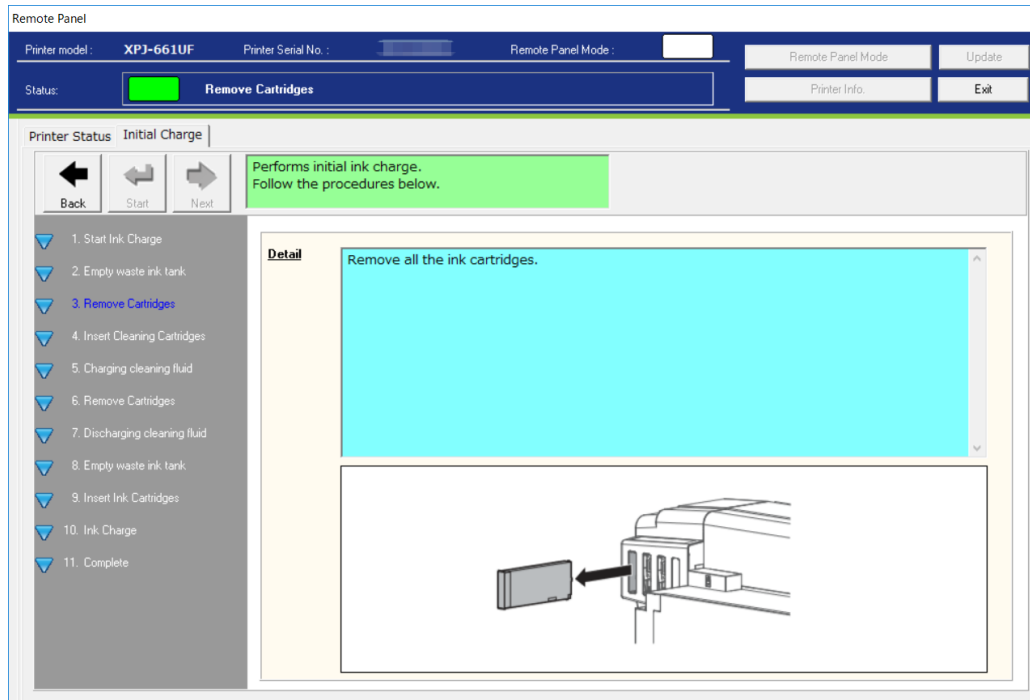 Remote Panel
Printer model : XPJ-661UF Printer Serial No. : Remote Panel Mode :
Remote Panel Mode Update
Status: Remove Cartridges
Printer Info. Exit
Printer Status Initial Charge
Back Start Next
Performs initial ink charge.
Follow the procedures below.
1. Start Ink Charge
2. Empty waste ink tank
3. Remove Cartridges
4. Insert Cleaning Cartridges
5. Charging cleaning fluid
6. Remove Cartridges
7. Discharging cleaning fluid
8. Empty waste ink tank
9. Insert Ink Cartridges
10. Ink Charge
11. Complete
Detail
Remove all the ink cartridges.